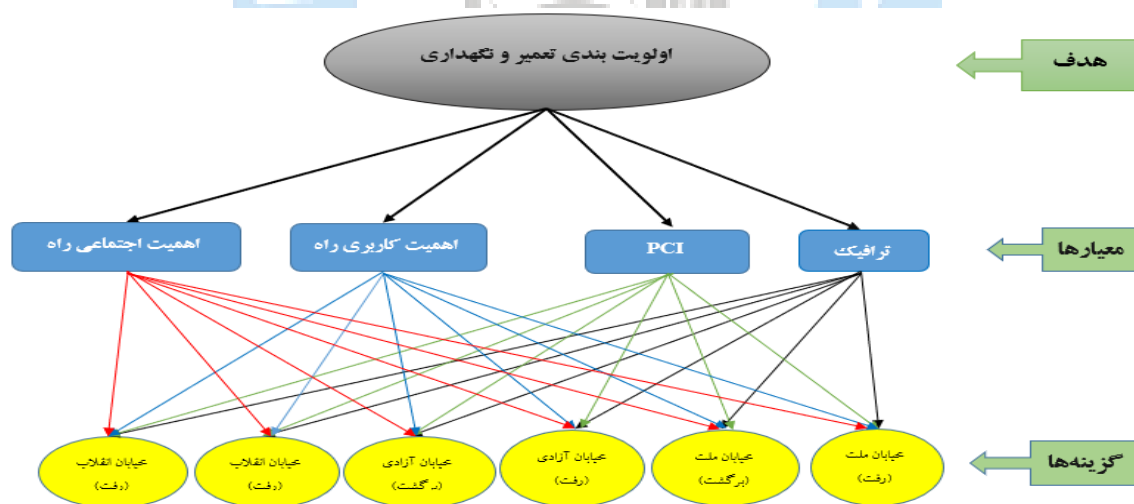 اولویت بندی تعمیر و نگهداری
هدف
ترافیک
PCI
اهمیت کاربری راه
اهمیت اجتماعی راه
معیارها
خیابان ملت
(رفت)
خیابان ملت
(برگشت)
خیابان آزادی
(رفت)
خیابان آزادی
(برگشت)
خیابان انقلاب
(رفت)
خیابان انقلاب
(رفت)
گزینه‌ها